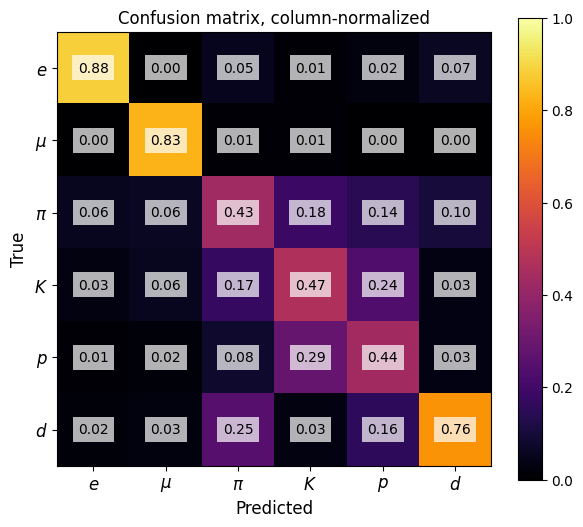 Confusion matrix, column-normalized
1.0
e 0.88 0.00 0.05 0.01 0.02 0.07
0.8
μ 0.00 0.83 0.01 0.01 0.00 0.00
π 0.06 0.06 0.43 0.18 0.14 0.10
0.6
True
K 0.03 0.06 0.17 0.47 0.24 0.03
0.4
p 0.01 0.02 0.08 0.29 0.44 0.03
0.2
d 0.02 0.03 0.25 0.03 0.16 0.76
0.0
e μ π K p d
Predicted